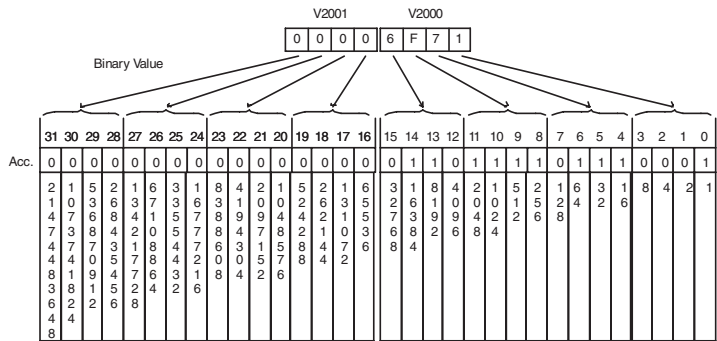 V2001 V2000
0 0 0 0 6 F 7 1
Binary Value
31 30 29 28 27 26 25 24 23 22 21 20 19 18 17 16 15 14 13 12 11 10 9 8 7 6 5 4 3 2 1 0
Acc. 0 0 0 0 0 0 0 0 0 0 0 0 0 0 0 0 0 1 1 0 1 1 1 1 0 1 1 1 0 0 0 1
21474483648 1073741824 536870912 268435456 134217728 67108864 33554432 16777216 8388608 4194304 2097152 1048576 524288 262144 131072 65536 32768 16384 8192 4096 2048 1024 512 256 128 64 32 16 8 4 2 1